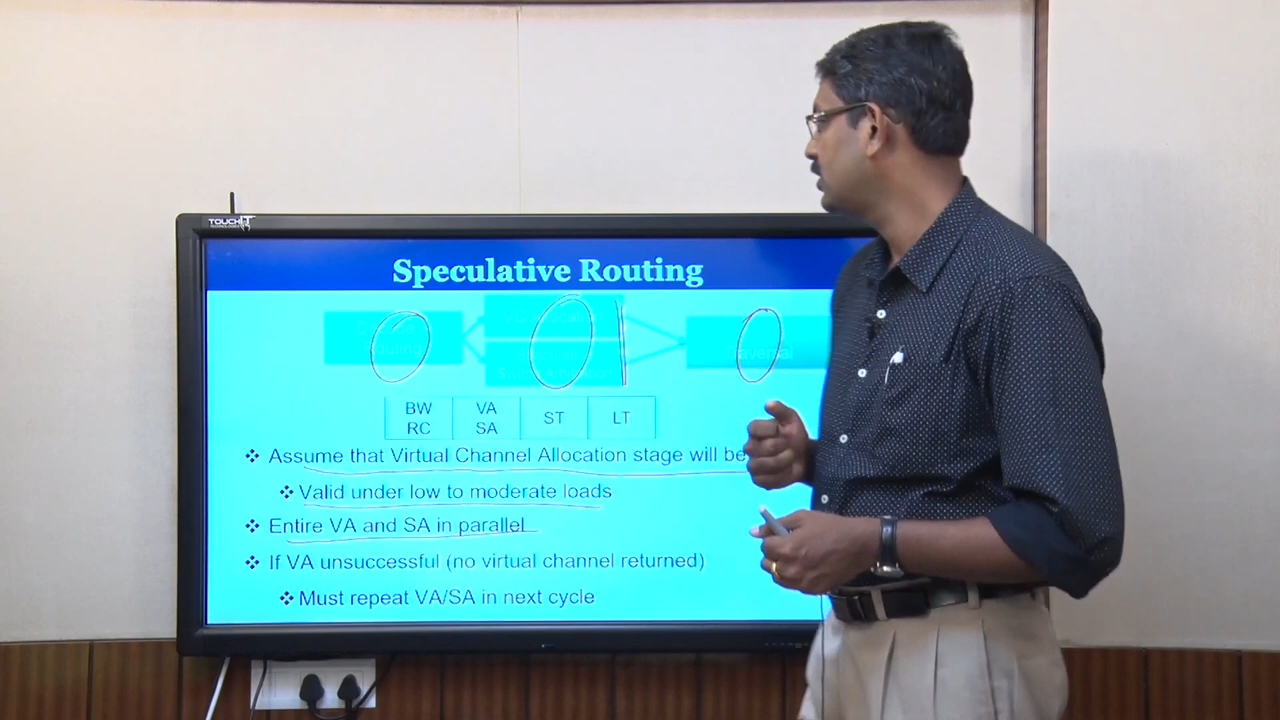 TOUCHIT
Speculative Routing
Traversal
BW
RC
VA
SA
ST
LT
❖ Assume that Virtual Channel Allocation stage will be
❖ Valid under low to moderate loads
❖ Entire VA and SA in parallel
❖ If VA unsuccessful (no virtual channel returned)
❖ Must repeat VA/SA in next cycle